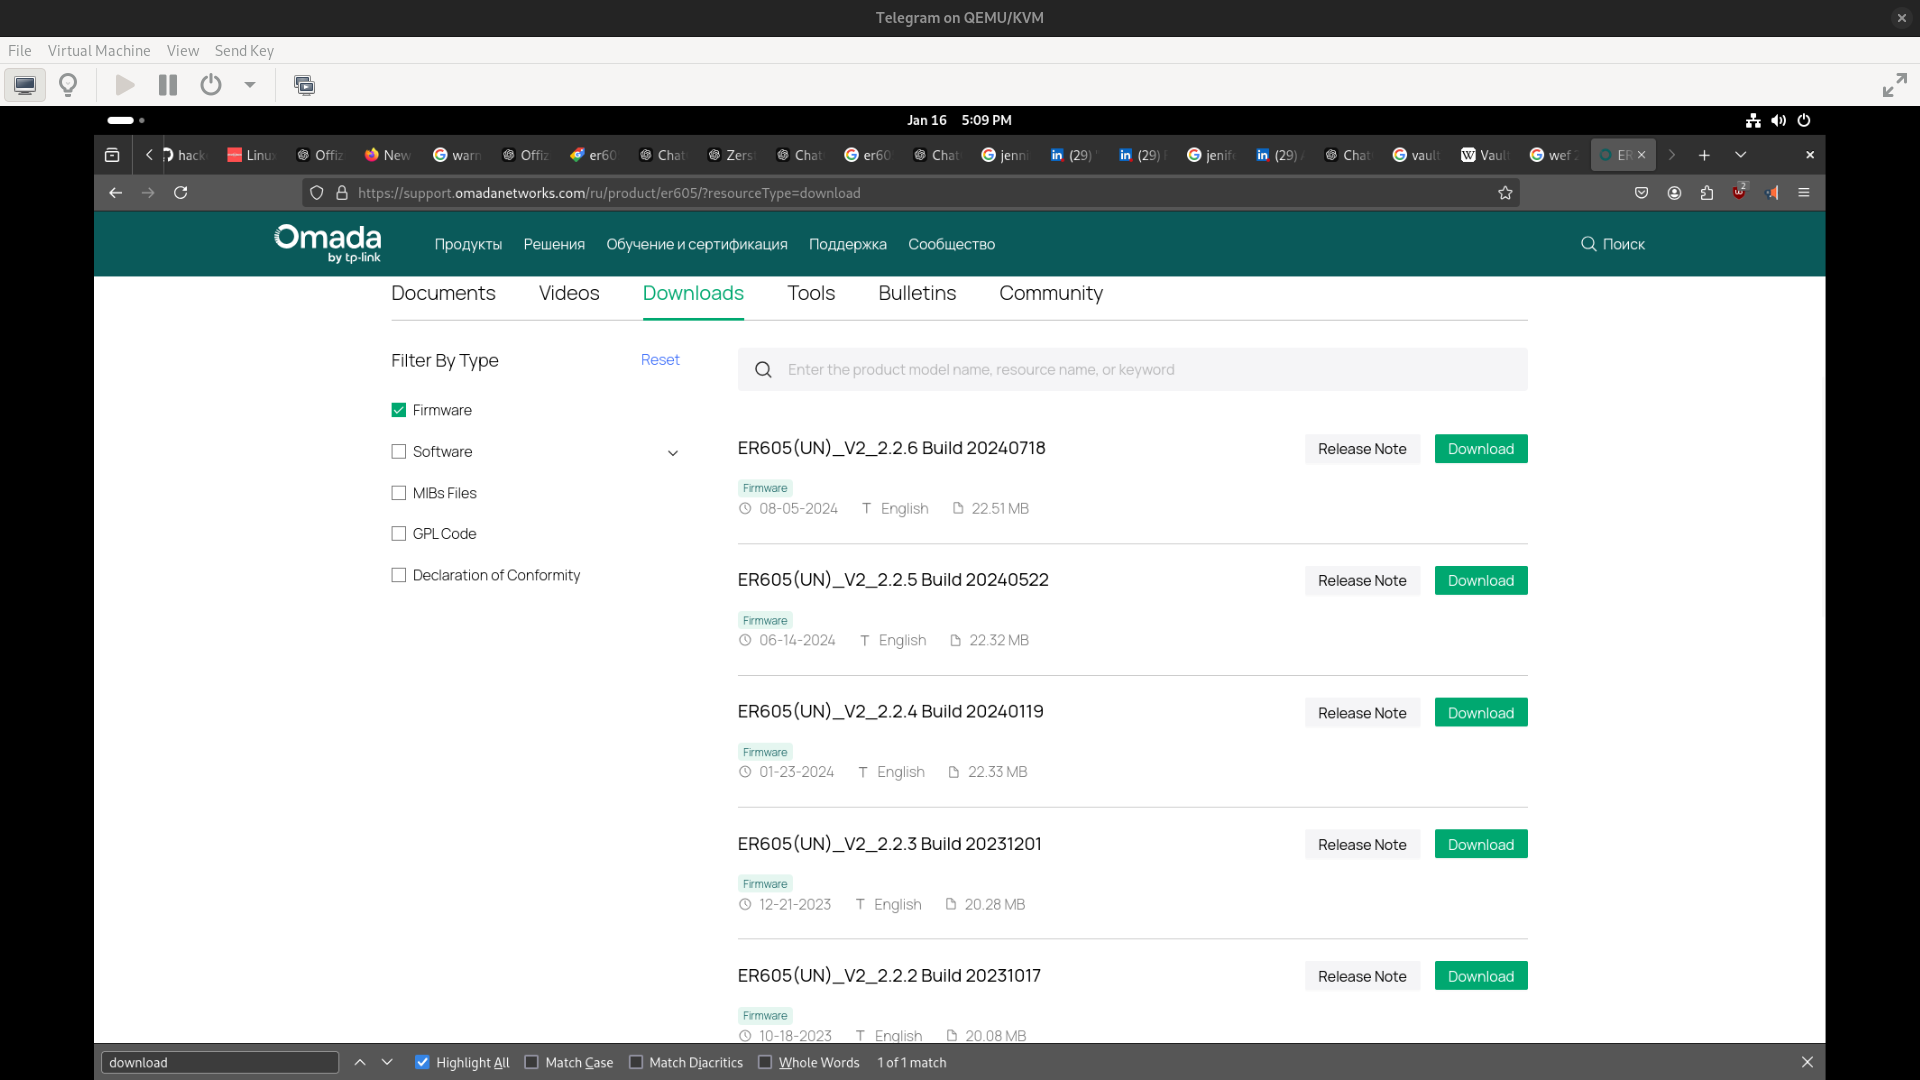 Telegram on QEMU/KVM
File Virtual Machine View Send Key
Jan 16 5:09 PM
hack Linu Offi New warn Offi er60 Chat Zers Chat er60 Chat jenn (29) (29) jenif (29) Chat vault Vaul wef 2 ER
https://support.omadanetworks.com/ru/product/er605/?resourceType=download
2
Omada
by tp-link
Продукты Решения Обучение и сертификация Поддержка Сообщество Поиск
Documents Videos Downloads Tools Bulletins Community
Filter By Type Reset
Enter the product model name, resource name, or keyword
Firmware
Software
MIBs Files
GPL Code
Declaration of Conformity
ER605(UN)_V2_2.2.6 Build 20240718 Release Note Download
Firmware
08-05-2024 T English 22.51 MB
ER605(UN)_V2_2.2.5 Build 20240522 Release Note Download
Firmware
06-14-2024 T English 22.32 MB
ER605(UN)_V2_2.2.4 Build 20240119 Release Note Download
Firmware
01-23-2024 T English 22.33 MB
ER605(UN)_V2_2.2.3 Build 20231201 Release Note Download
Firmware
12-21-2023 T English 20.28 MB
ER605(UN)_V2_2.2.2 Build 20231017 Release Note Download
Firmware
10-18-2023 T English 20.08 MB
download Highlight All Match Case Match Diacritics Whole Words 1 of 1 match